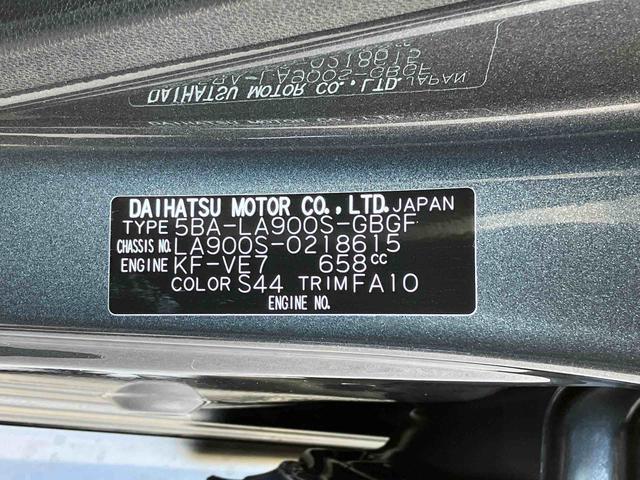 DAIHATSU MOTOR CO.,LTD. JAPAN
TYPE 5BA-LA900S-GBGF
CHASSIS NO. LA900S-0218615
ENGINE KF-VE7 658cc
COLOR S44 TRIM FA10
ENGINE NO.